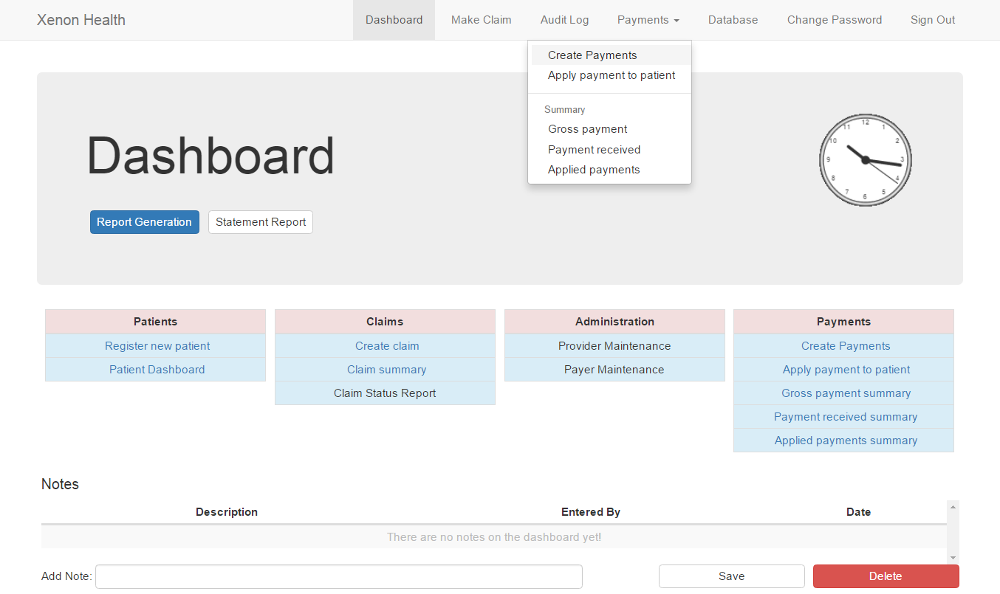 Xenon Health Dashboard Make Claim Audit Log Payments Database Change Password Sign Out
Create Payments
Apply payment to patient
Summary
Gross payment
Payment received
Applied payments
Dashboard
Report Generation Statement Report
12
1
2
3
4
5
6
7
8
9
10
11
Patients Claims Administration Payments
Register new patient Create claim Provider Maintenance Create Payments
Patient Dashboard Claim summary Payer Maintenance Apply payment to patient
Claim Status Report Gross payment summary
Payment received summary
Applied payments summary
Notes
Description Entered By Date
There are no notes on the dashboard yet!
Add Note: Save Delete